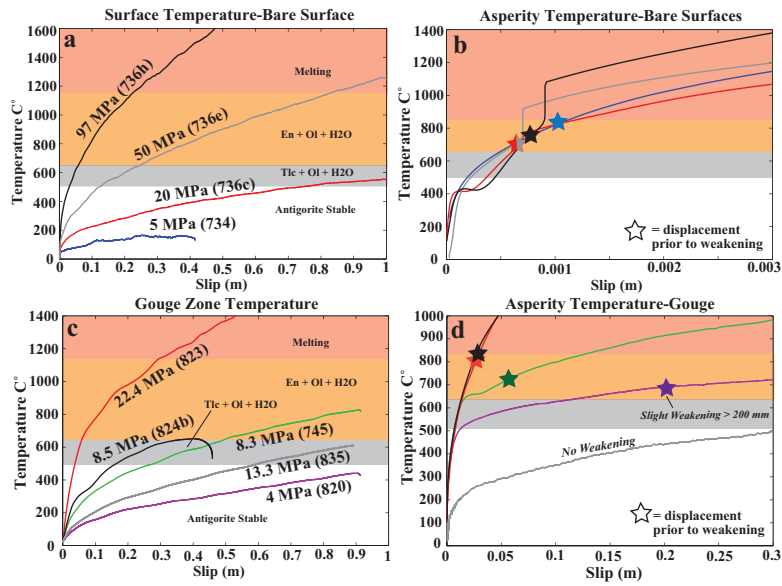 Surface Temperature-Bare Surface
a
Temperature C°
1600
1400
1200
1000
800
600
400
200
0
97 MPa (736h)
50 MPa (736e)
20 MPa (736c)
5 MPa (734)
Melting
En + Ol + H2O
Tlc + Ol + H2O
Antigorite Stable
0 0.1 0.2 0.3 0.4 0.5 0.6 0.7 0.8 0.9 1
Slip (m)
Asperity Temperature-Bare Surfaces
b
Temperature C°
1400
1200
1000
800
600
400
200
0
= displacement
prior to weakening
0 0.001 0.002 0.003
Slip (m)
Gouge Zone Temperature
c
Temperature C°
1400
1200
1000
800
600
400
200
0
22.4 MPa (823)
8.5 MPa (824b)
8.3 MPa (745)
13.3 MPa (835)
4 MPa (820)
Melting
En + Ol + H2O
Tlc + Ol + H2O
Antigorite Stable
0 0.1 0.2 0.3 0.4 0.5 0.6 0.7 0.8 0.9 1
Slip (m)
Asperity Temperature-Gouge
d
Temperature C°
1000
900
800
700
600
500
400
300
200
100
0
Slight Weakening > 200 mm
No Weakening
= displacement
prior to weakening
0 0.05 0.1 0.15 0.2 0.25 0.3
Slip (m)